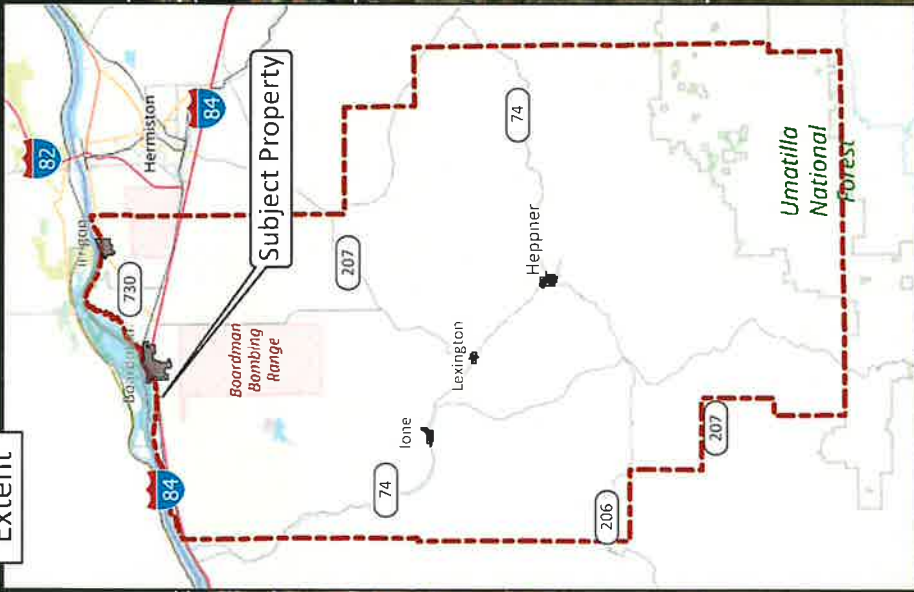 Extent
82
84
Hermiston
Irrigon
730
Subject Property
Boardman
84
207
Boardman
Bombing
Range
74
Heppner
Lexington
Ione
74
Umatilla
National
Forest
207
206